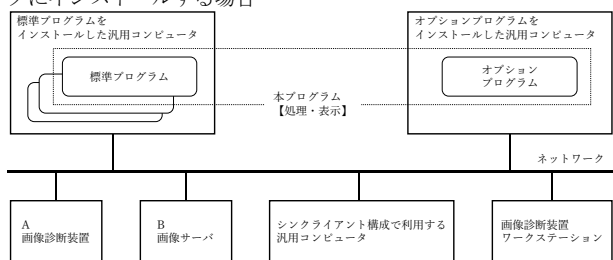 タにインストールする場合
標準プログラムを
インストールした汎用コンピュータ
標準プログラム
オプションプログラムを
インストールした汎用コンピュータ
オプション
プログラム
本プログラム
【処理・表示】
ネットワーク
A
画像診断装置
B
画像サーバ
シンクライアント構成で利用する
汎用コンピュータ
画像診断装置
ワークステーション